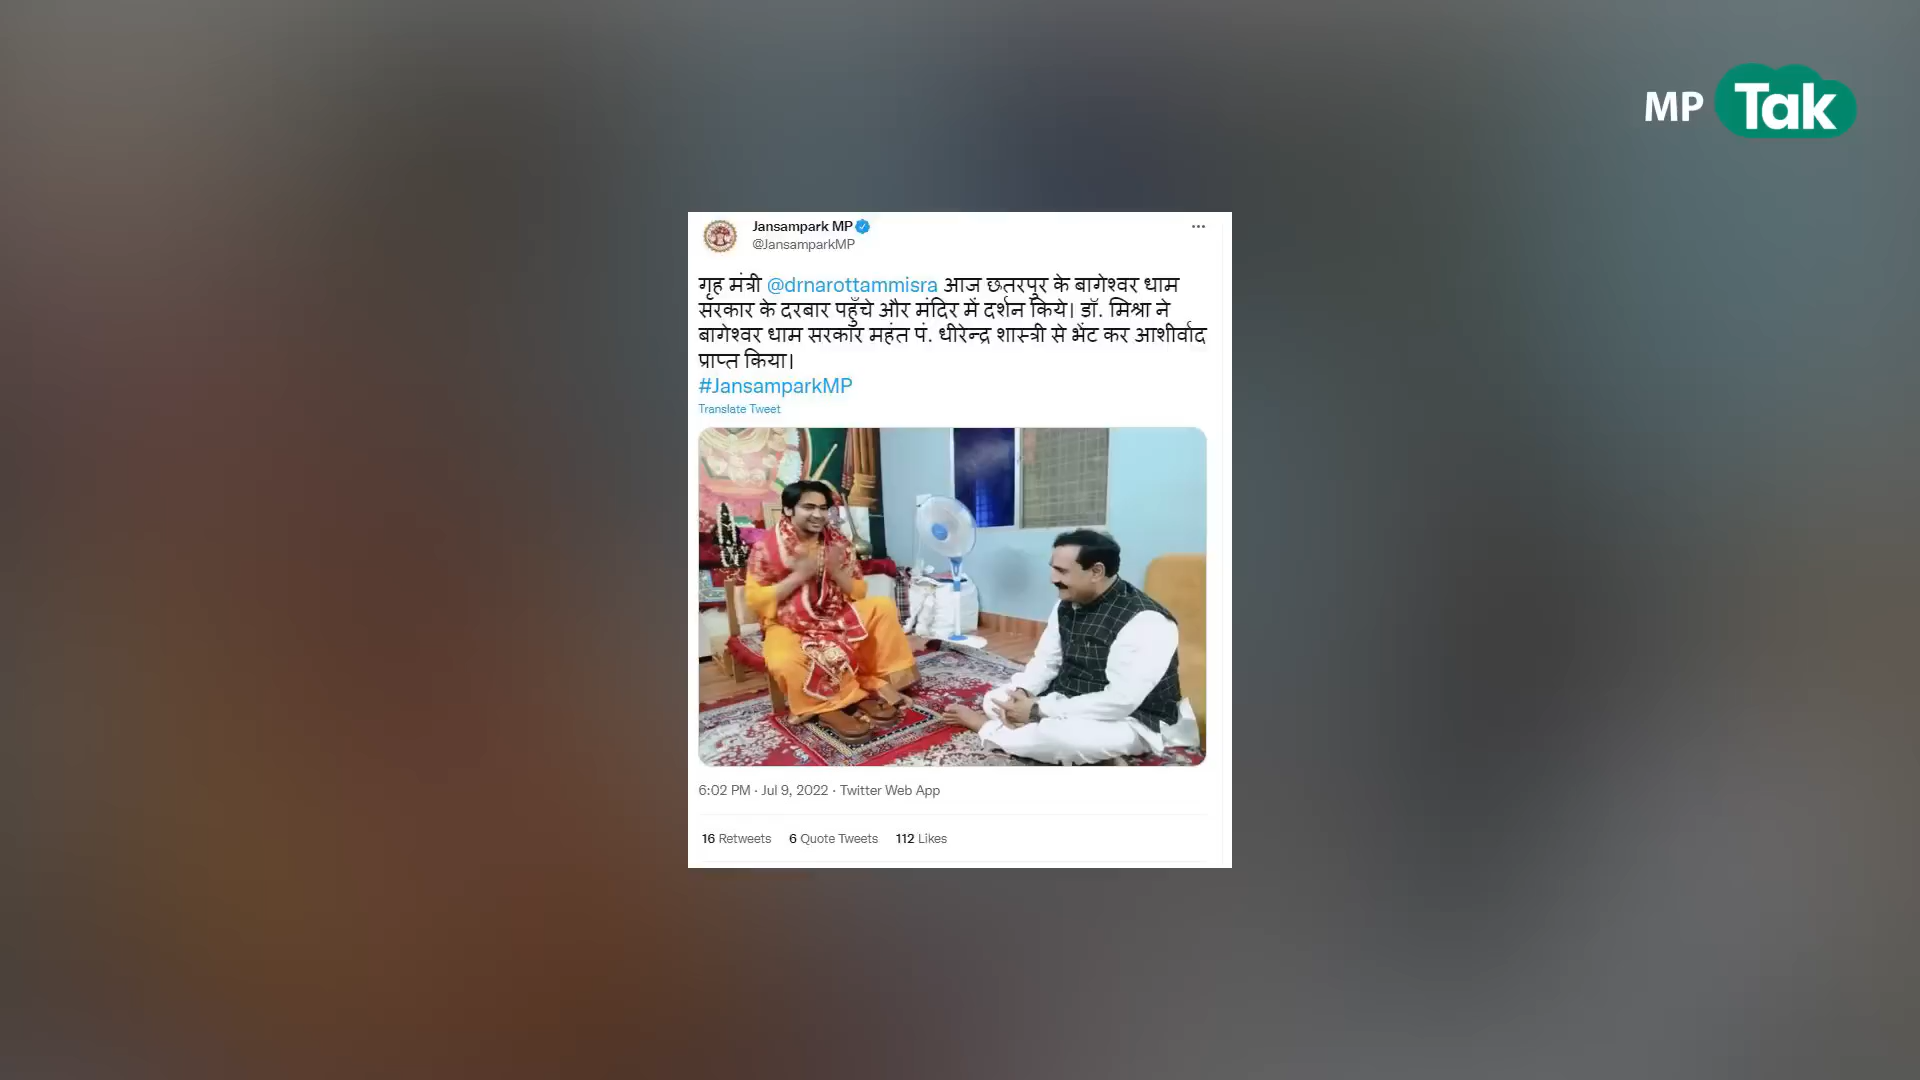 MP Tak
Jansampark MP
@JansamparkMP
गृह मंत्री @drnarottammisra आज छतरपुर के बागेश्वर धाम
सरकार के दरबार पहुँचे और मंदिर में दर्शन किये। डॉ. मिश्रा ने
बागेश्वर धाम सरकार महंत पं. धीरेन्द्र शास्त्री से भेंट कर आशीर्वाद
प्राप्त किया।
#JansamparkMP
Translate Tweet
6:02 PM · Jul 9, 2022 · Twitter Web App
16 Retweets 6 Quote Tweets 112 Likes